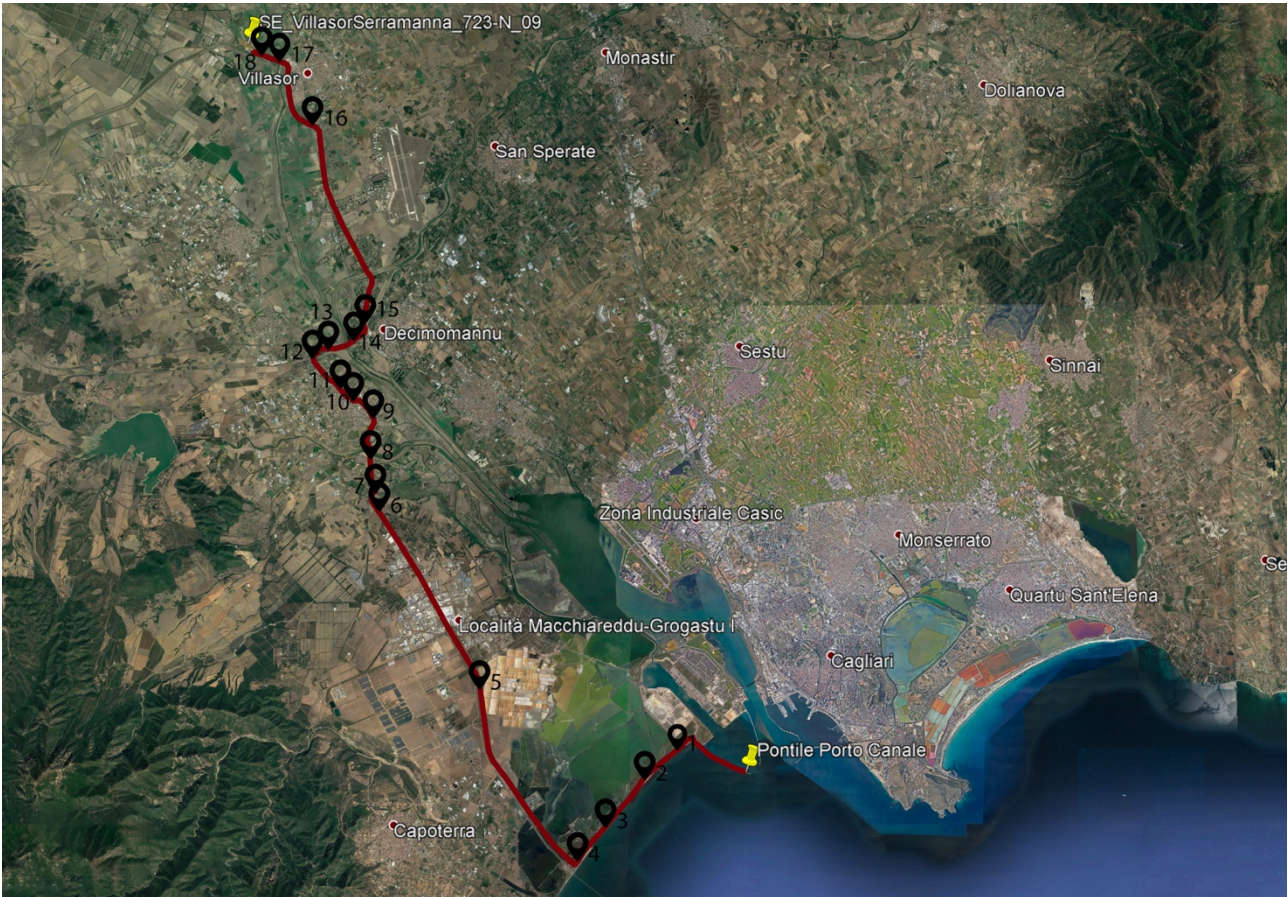 SE_VillasorSerramanna_723-N_09
18
17
Villasor
Monastir
Dolianova
16
San Sperate
15
13
Decimomannu
14
12
Sestu
Sinnai
11
10
9
8
7
6
Zona Industriale Casic
Monserrato
Se
Quartu Sant'Elena
Località Macchiareddu-Grogastu I
Cagliari
5
1
Pontile Porto Canale
2
3
Capoterra
4